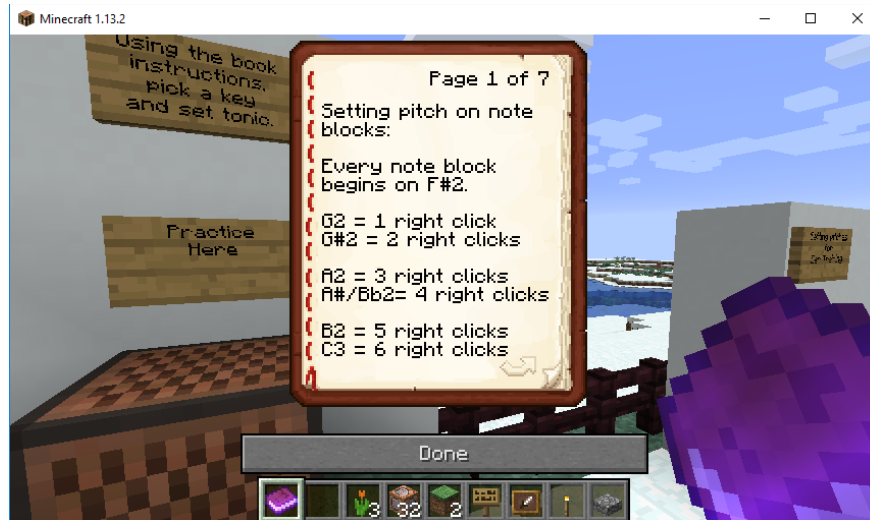 Minecraft 1.13.2
Using the book
instructions,
pick a key
and set tonic.
Practice
Here
Page 1 of 7
Setting pitch on note
blocks:
Every note block
begins on F#2.
G2 = 1 right click
G#2 = 2 right clicks
A2 = 3 right clicks
A#/Bb2= 4 right clicks
B2 = 5 right clicks
C3 = 6 right clicks
Done
3
32
2